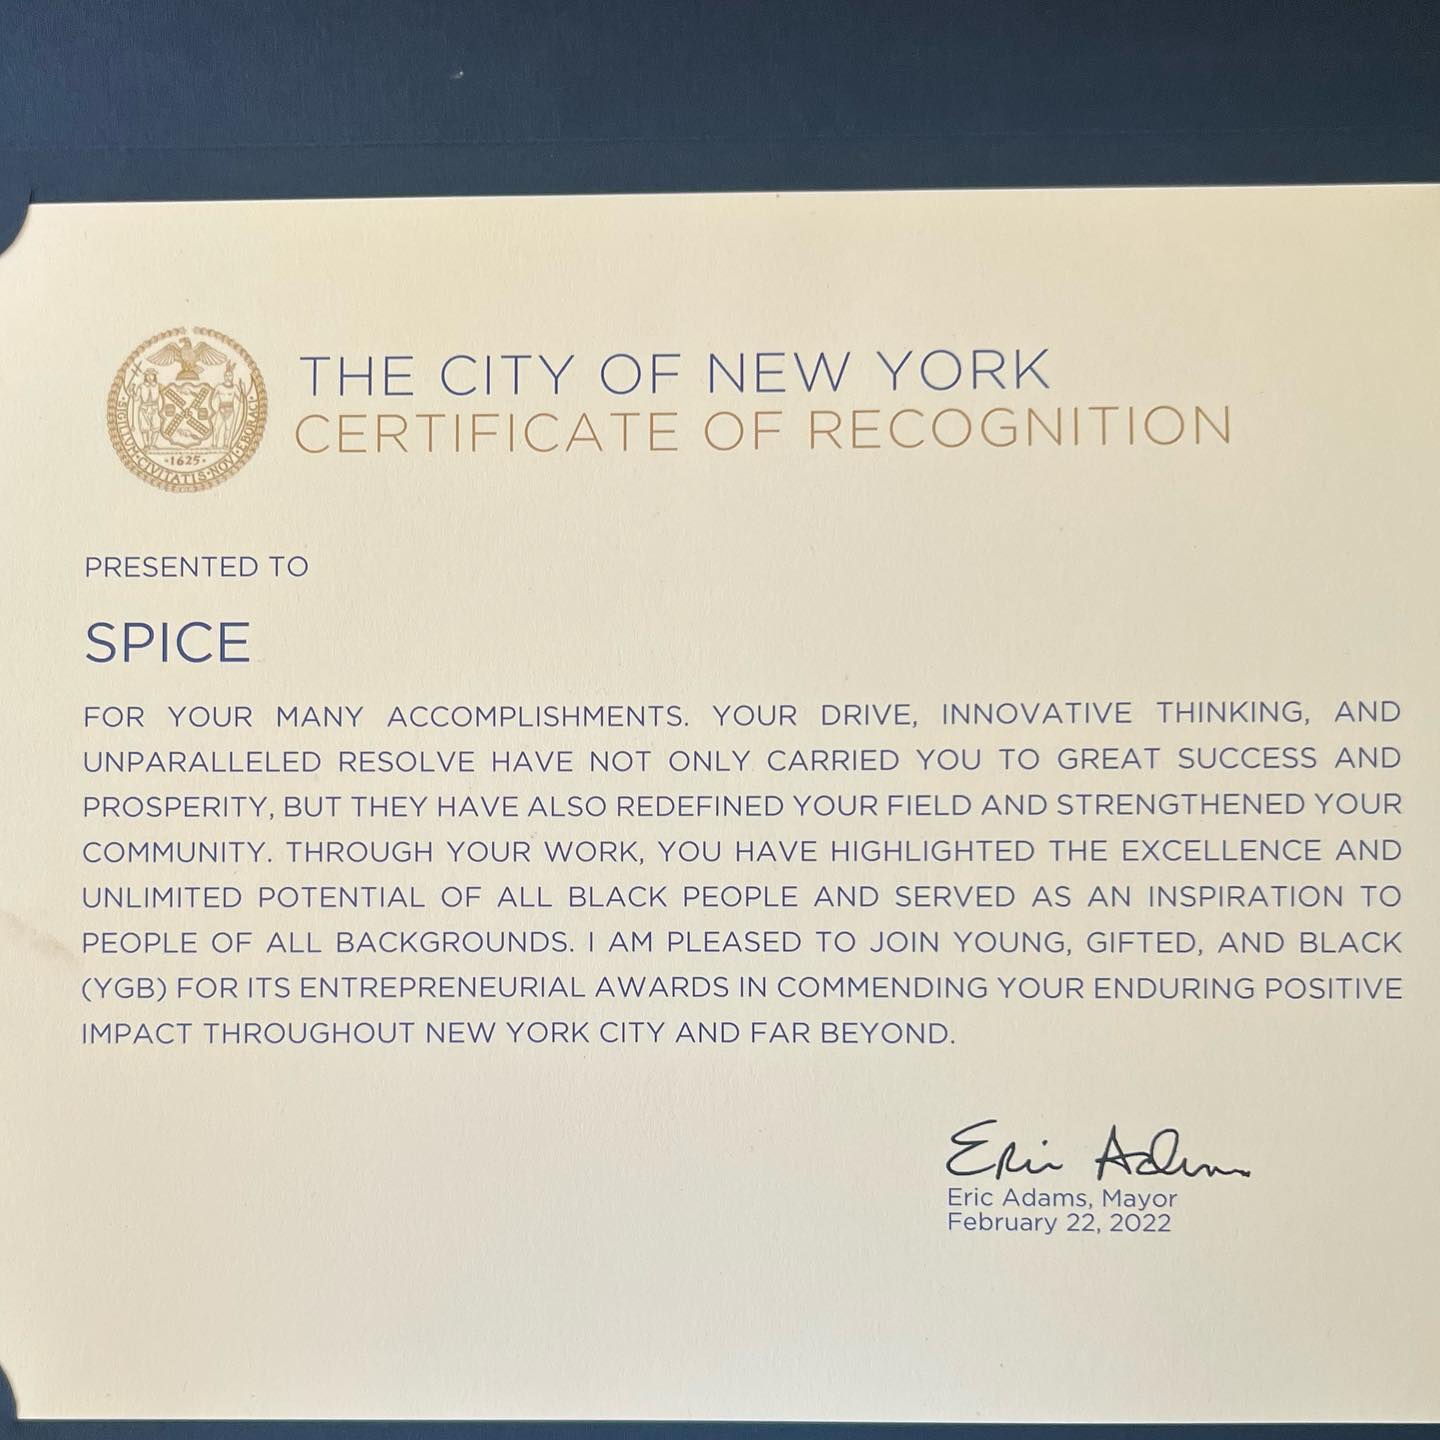 THE CITY OF NEW YORK
CERTIFICATE OF RECOGNITION
SIGILLUM·CIVITATIS·NOVI·EBORACI
·1625·
PRESENTED TO
SPICE
FOR YOUR MANY ACCOMPLISHMENTS. YOUR DRIVE, INNOVATIVE THINKING, AND
UNPARALLELED RESOLVE HAVE NOT ONLY CARRIED YOU TO GREAT SUCCESS AND
PROSPERITY, BUT THEY HAVE ALSO REDEFINED YOUR FIELD AND STRENGTHENED YOUR
COMMUNITY. THROUGH YOUR WORK, YOU HAVE HIGHLIGHTED THE EXCELLENCE AND
UNLIMITED POTENTIAL OF ALL BLACK PEOPLE AND SERVED AS AN INSPIRATION TO
PEOPLE OF ALL BACKGROUNDS. I AM PLEASED TO JOIN YOUNG, GIFTED, AND BLACK
(YGB) FOR ITS ENTREPRENEURIAL AWARDS IN COMMENDING YOUR ENDURING POSITIVE
IMPACT THROUGHOUT NEW YORK CITY AND FAR BEYOND.
Eric Adams
Eric Adams, Mayor
February 22, 2022